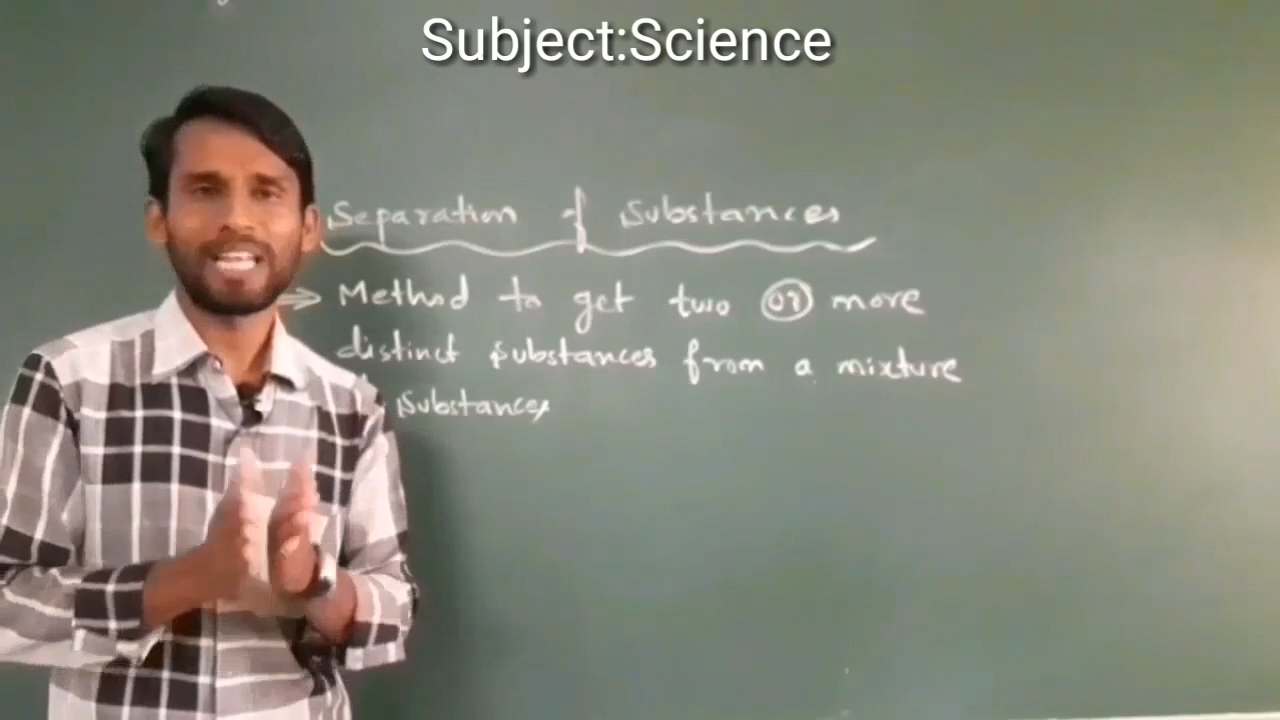 Subject:Science
Separation of Substances
⇒ Method to get two or more
distinct substances from a mixture
substances